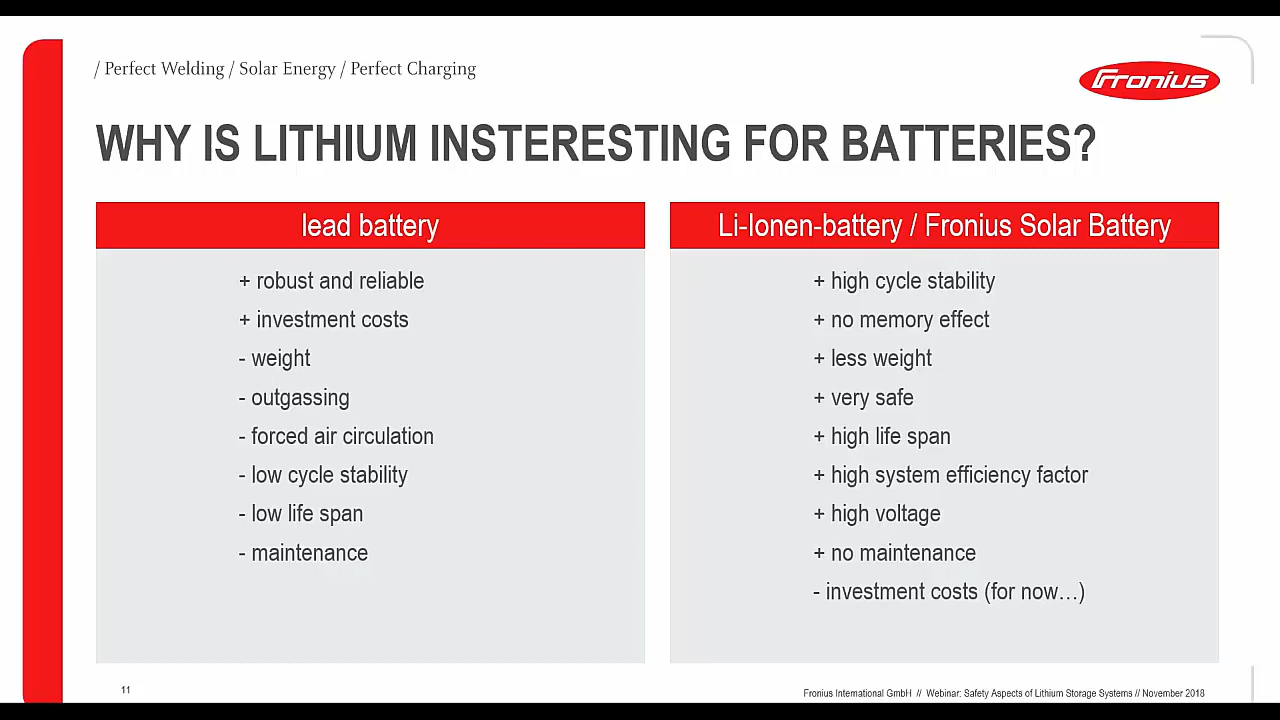 / Perfect Welding / Solar Energy / Perfect Charging
Fronius
WHY IS LITHIUM INSTERESTING FOR BATTERIES?
lead battery
+ robust and reliable
+ investment costs
- weight
- outgassing
- forced air circulation
- low cycle stability
- low life span
- maintenance
Li-Ionen-battery / Fronius Solar Battery
+ high cycle stability
+ no memory effect
+ less weight
+ very safe
+ high life span
+ high system efficiency factor
+ high voltage
+ no maintenance
- investment costs (for now…)
11
Fronius International GmbH // Webinar: Safety Aspects of Lithium Storage Systems // November 2018